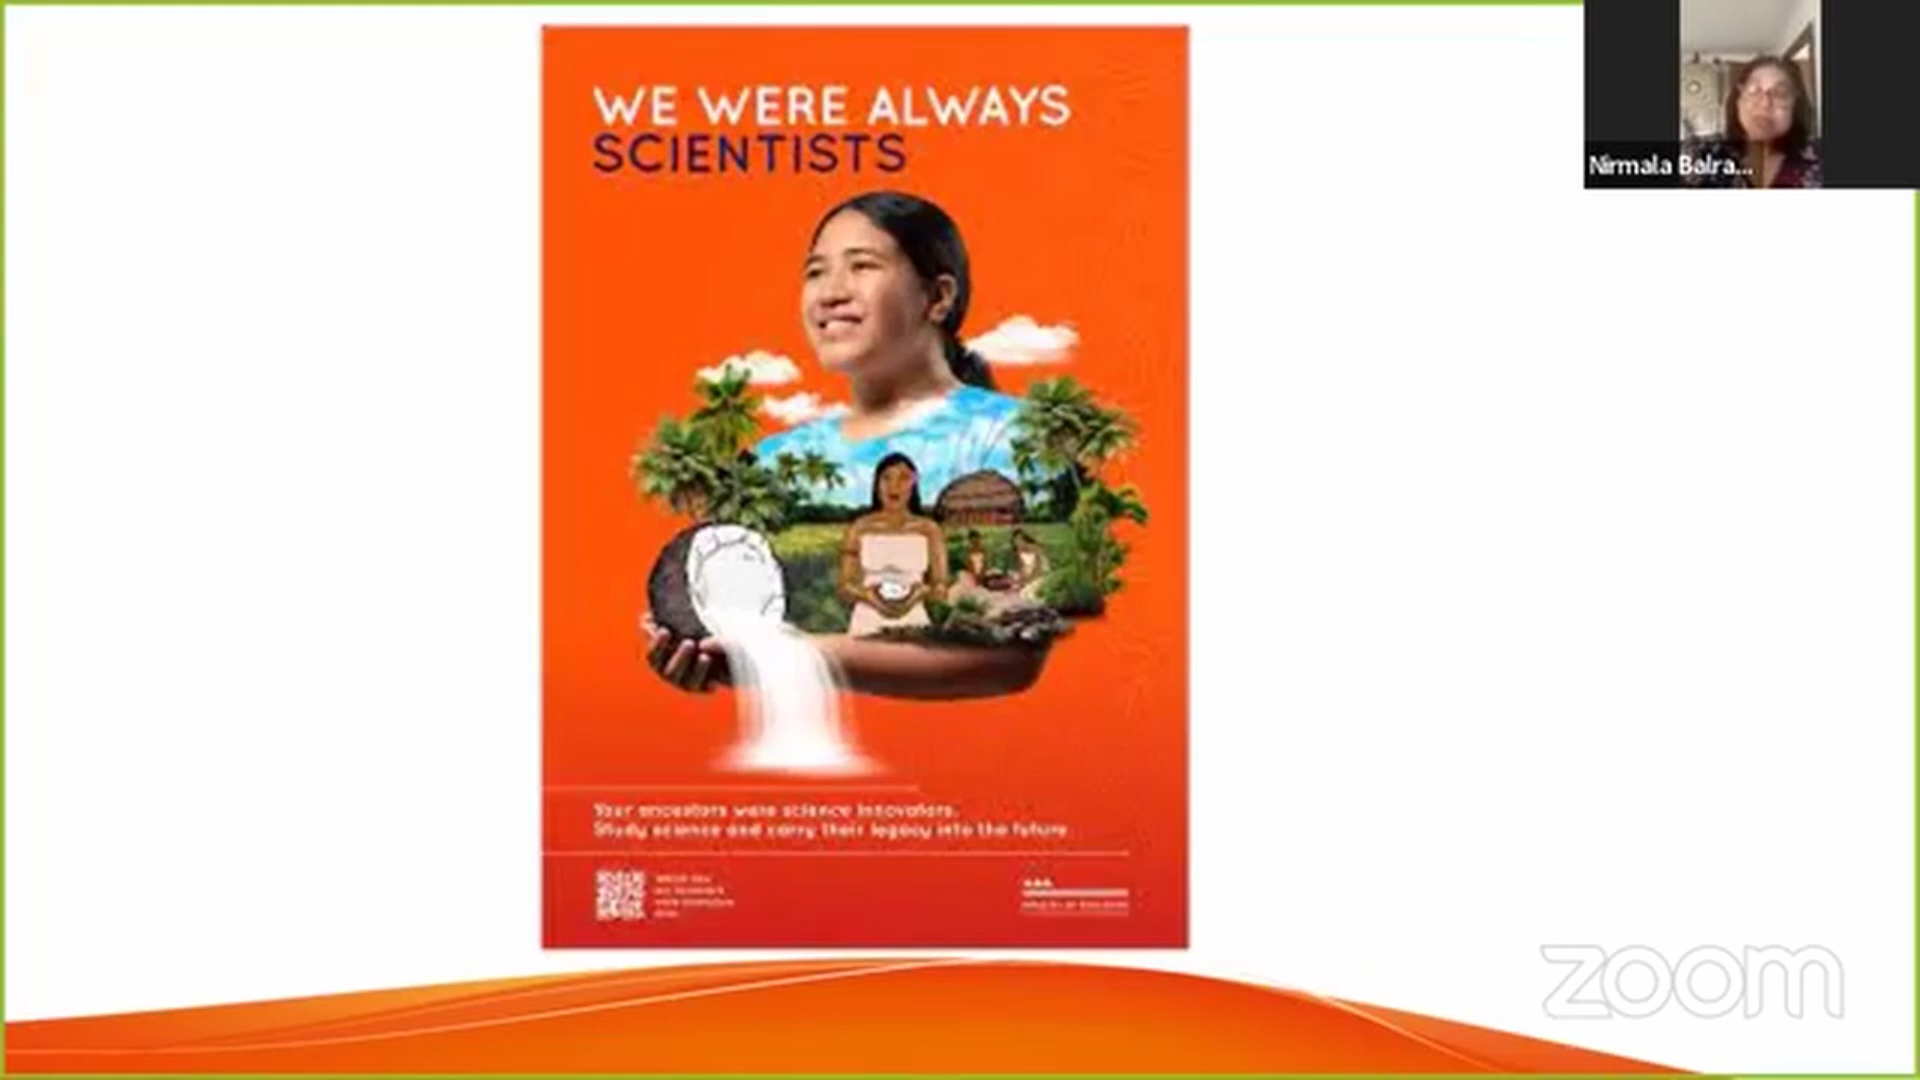 WE WERE ALWAYS
SCIENTISTS
Your ancestors were science innovators.
Study science and carry their legacy into the future
Nirmala Balra...
zoom